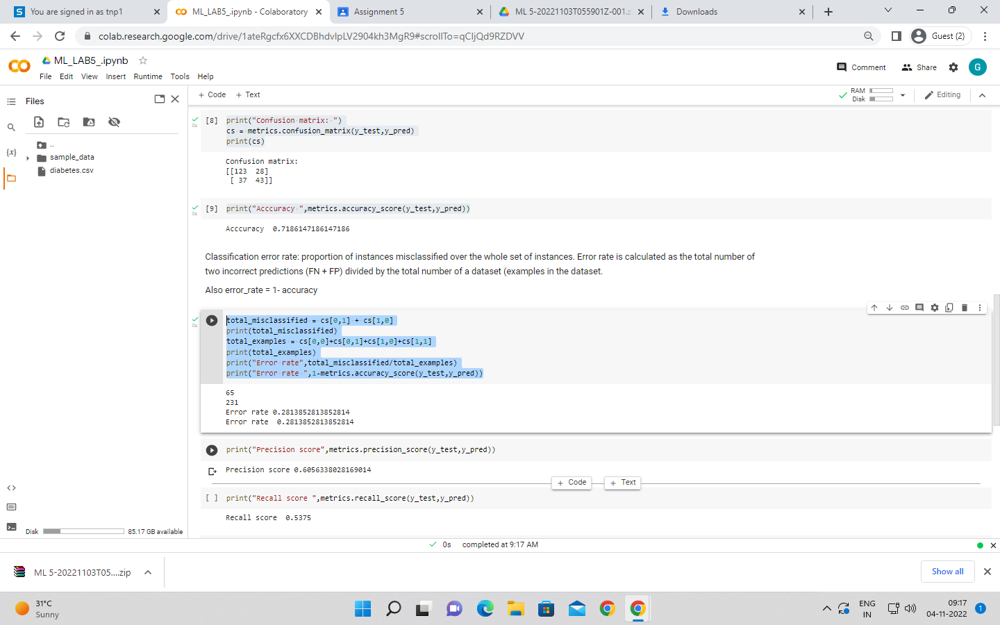 You are signed in as tnp1
ML_LAB5_.ipynb - Colaboratory
Assignment 5
ML 5-20221103T055901Z-001.z
Downloads
colab.research.google.com/drive/1ateRgcfx6XXCDBhdvIpLV2904kh3MgR9#scrollTo=qCljQd9RZDVV
Guest (2)
ML_LAB5_.ipynb
File Edit View Insert Runtime Tools Help
Comment
Share
G
Files
+ Code + Text
RAM
Disk
Editing
..
sample_data
diabetes.csv
{x}
[8]
0s
print("Confusion matrix: ")
cs = metrics.confusion_matrix(y_test,y_pred)
print(cs)
Confusion matrix:
[[123  28]
 [ 37  43]]
[9]
0s
print("Acccuracy ",metrics.accuracy_score(y_test,y_pred))
Acccuracy  0.7186147186147186
Classification error rate: proportion of instances misclassified over the whole set of instances. Error rate is calculated as the total number of
two incorrect predictions (FN + FP) divided by the total number of a dataset (examples in the dataset.
Also error_rate = 1- accuracy
0s
total_misclassified = cs[0,1] + cs[1,0]
print(total_misclassified)
total_examples = cs[0,0]+cs[0,1]+cs[1,0]+cs[1,1]
print(total_examples)
print("Error rate",total_misclassified/total_examples)
print("Error rate ",1-metrics.accuracy_score(y_test,y_pred))
65
231
Error rate 0.2813852813852814
Error rate  0.2813852813852814
print("Precision score",metrics.precision_score(y_test,y_pred))
Precision score 0.6056338028169014
+ Code + Text
[ ]
print("Recall score ",metrics.recall_score(y_test,y_pred))
Recall score  0.5375
Disk
85.17 GB available
0s completed at 9:17 AM
ML 5-20221103T05....zip
Show all
31°C
Sunny
ENG
IN
09:17
04-11-2022
1